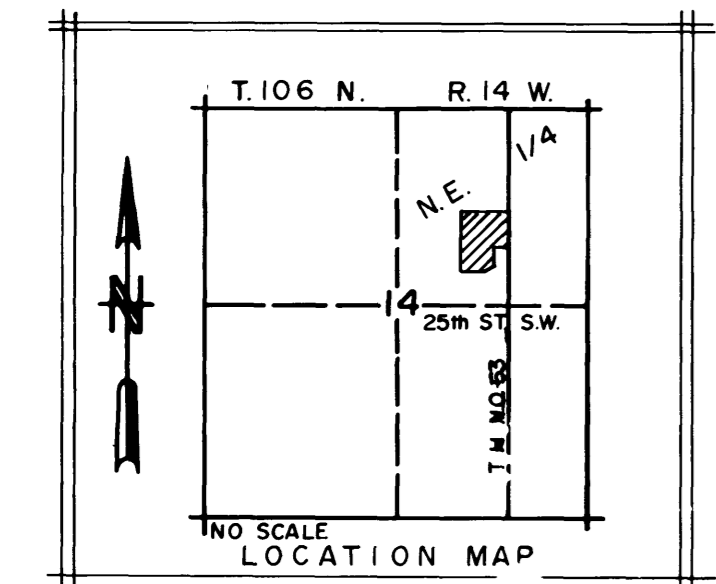 T. 106 N. R. 14 W.
1/4
N.E.
N
14
25th ST. S.W.
T H NO 63
NO SCALE
LOCATION MAP